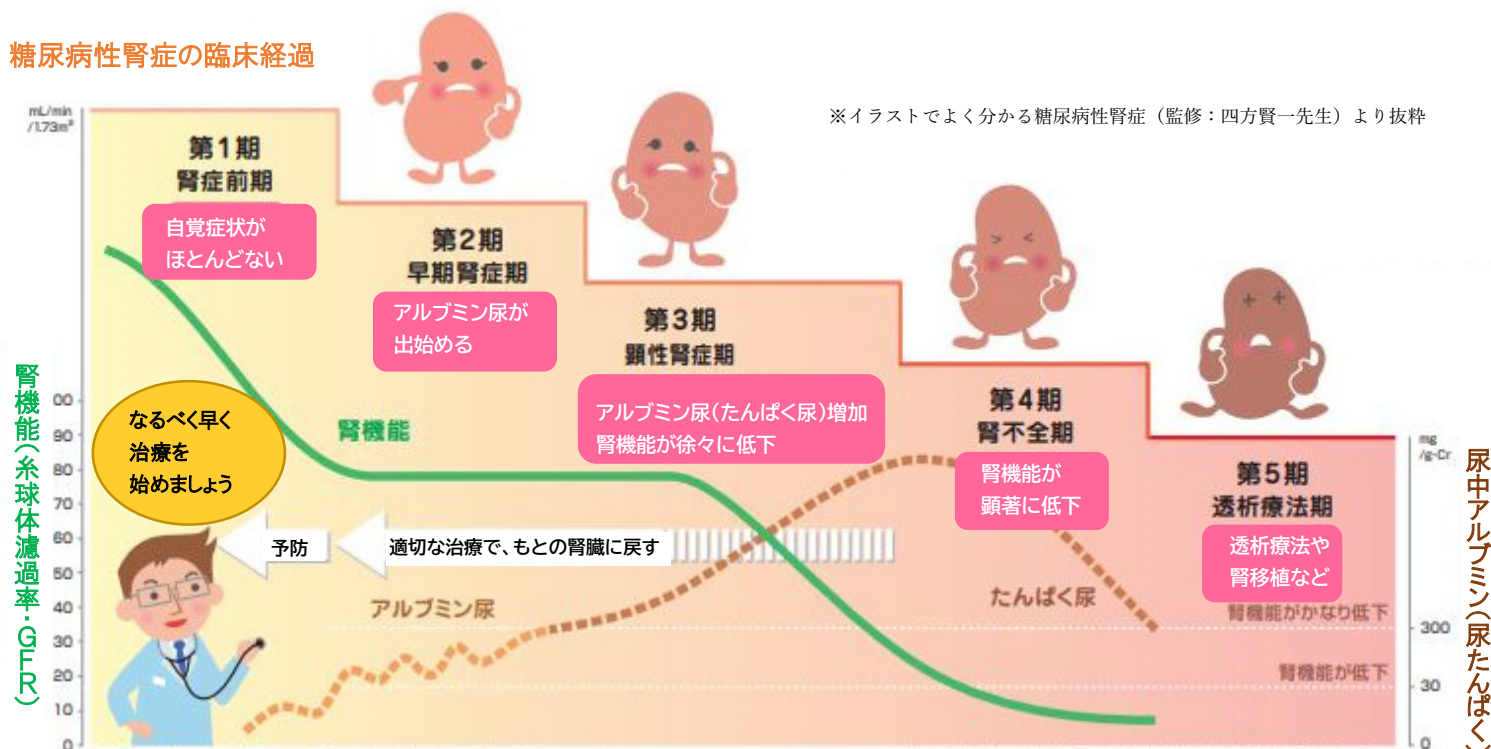 糖尿病性腎症の臨床経過
※イラストでよく分かる糖尿病性腎症（監修：四方賢一先生）より抜粋
mL/min
/1.73m²
第1期
腎症前期
自覚症状が
ほとんどない
第2期
早期腎症期
アルブミン尿が
出始める
第3期
顕性腎症期
アルブミン尿（たんぱく尿）増加
腎機能が徐々に低下
第4期
腎不全期
腎機能が
顕著に低下
第5期
透析療法期
透析療法や
腎移植など
なるべく早く
治療を
始めましょう
腎機能
予防
適切な治療で、もとの腎臓に戻す
アルブミン尿
たんぱく尿
腎機能がかなり低下
腎機能が低下
腎機能（糸球体濾過率・GFR）
00
90
80
70
60
50
40
30
20
10
0
mg
/g・Cr
300
30
0
尿中アルブミン（尿たんぱく）